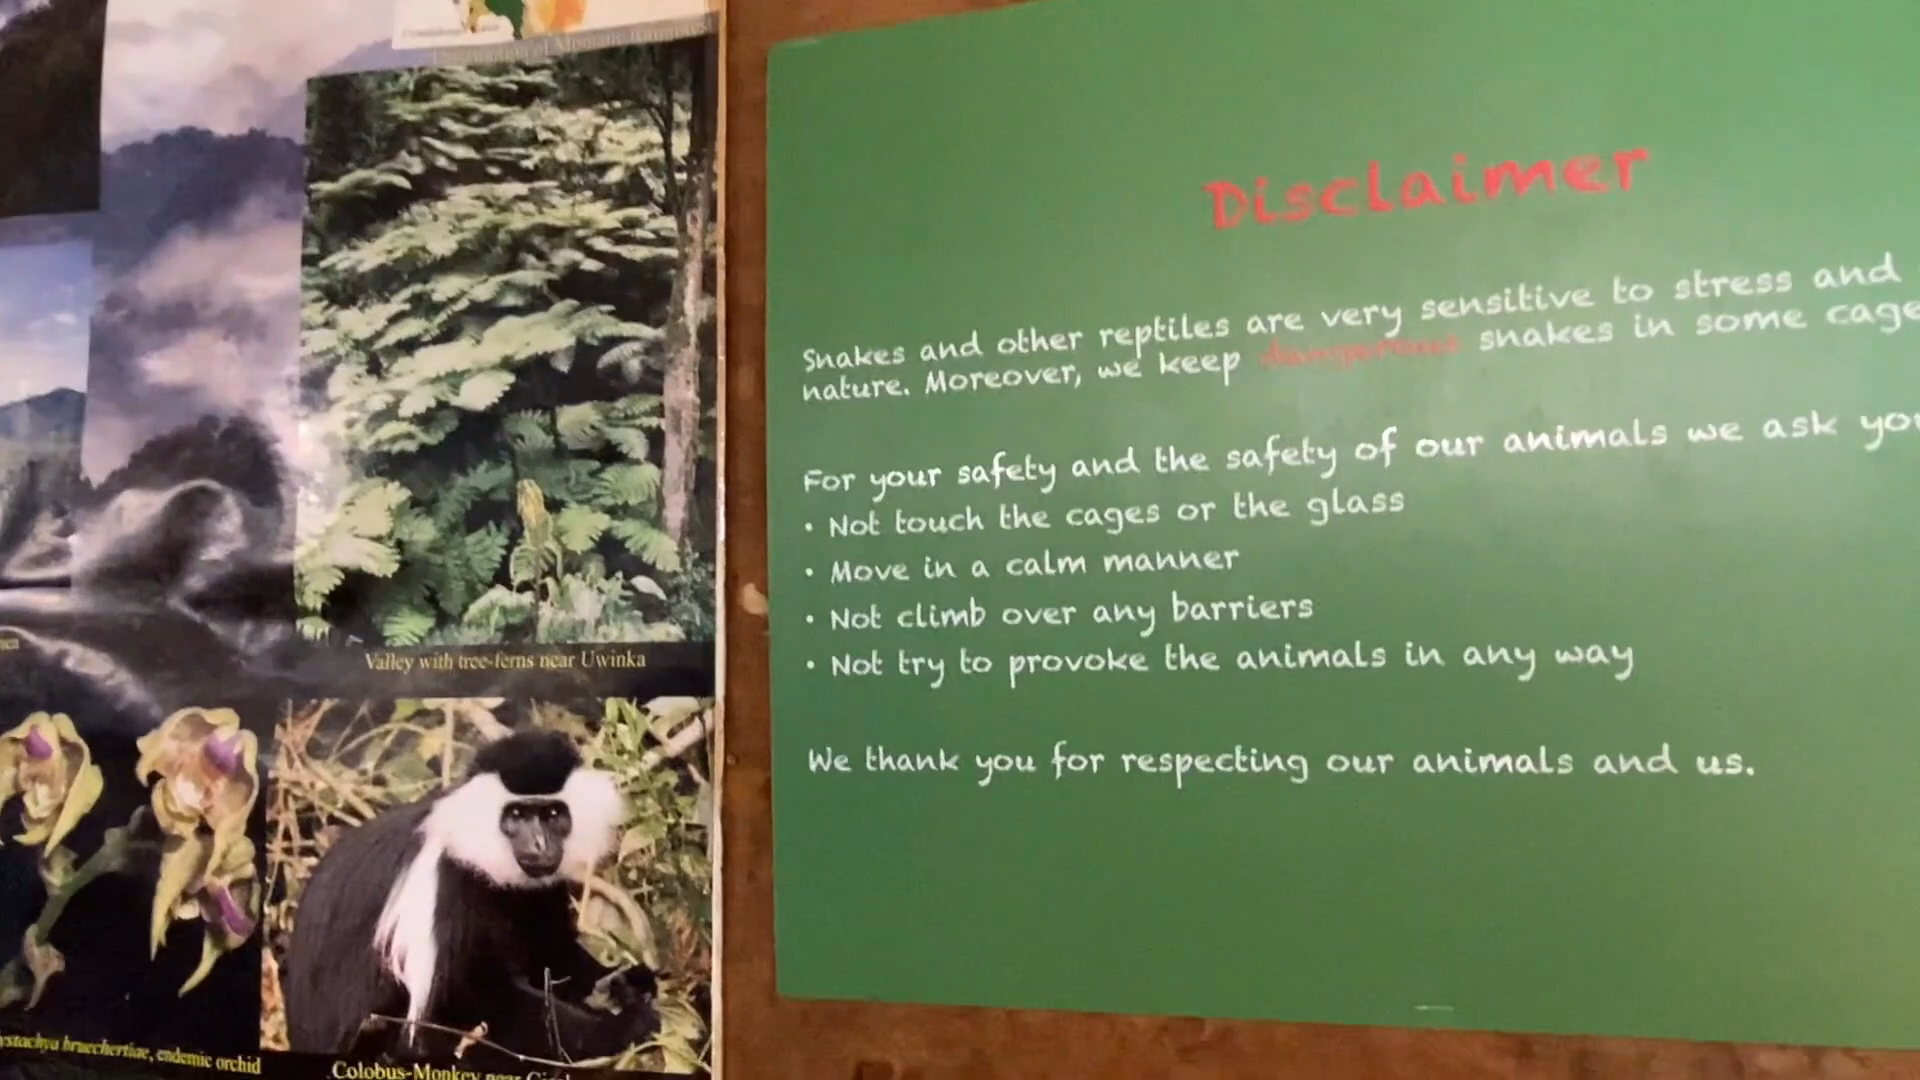 Valley with tree-ferns near Uwinka
bruechertiae, endemic orchid
Colobus-Monkey near
Disclaimer
Snakes and other reptiles are very sensitive to stress and
nature. Moreover, we keep dangerous snakes in some cage
For your safety and the safety of our animals we ask you
• Not touch the cages or the glass
• Move in a calm manner
• Not climb over any barriers
• Not try to provoke the animals in any way
We thank you for respecting our animals and us.